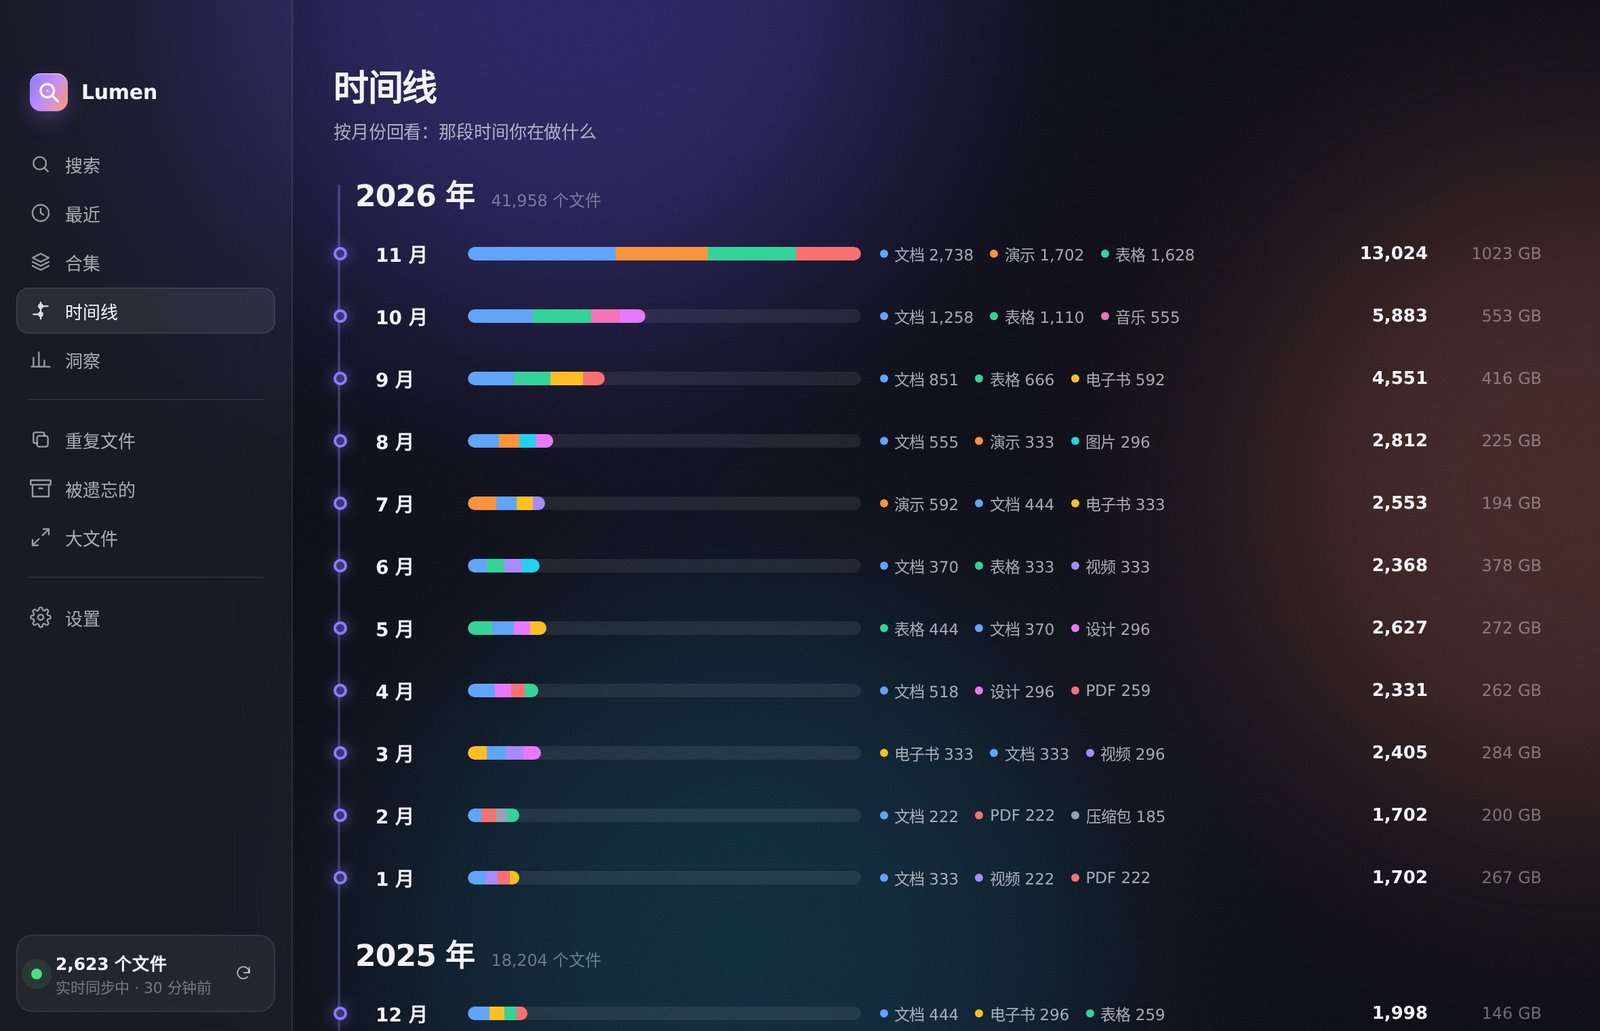 Lumen
搜索
最近
合集
时间线
洞察
重复文件
被遗忘的
大文件
设置
2,623 个文件
实时同步中 · 30 分钟前
时间线
按月份回看：那段时间你在做什么
2026 年 41,958 个文件
11 月 文档 2,738 演示 1,702 表格 1,628 13,024 1023 GB
10 月 文档 1,258 表格 1,110 音乐 555 5,883 553 GB
9 月 文档 851 表格 666 电子书 592 4,551 416 GB
8 月 文档 555 演示 333 图片 296 2,812 225 GB
7 月 演示 592 文档 444 电子书 333 2,553 194 GB
6 月 文档 370 表格 333 视频 333 2,368 378 GB
5 月 表格 444 文档 370 设计 296 2,627 272 GB
4 月 文档 518 设计 296 PDF 259 2,331 262 GB
3 月 电子书 333 文档 333 视频 296 2,405 284 GB
2 月 文档 222 PDF 222 压缩包 185 1,702 200 GB
1 月 文档 333 视频 222 PDF 222 1,702 267 GB
2025 年 18,204 个文件
12 月 文档 444 电子书 296 表格 259 1,998 146 GB